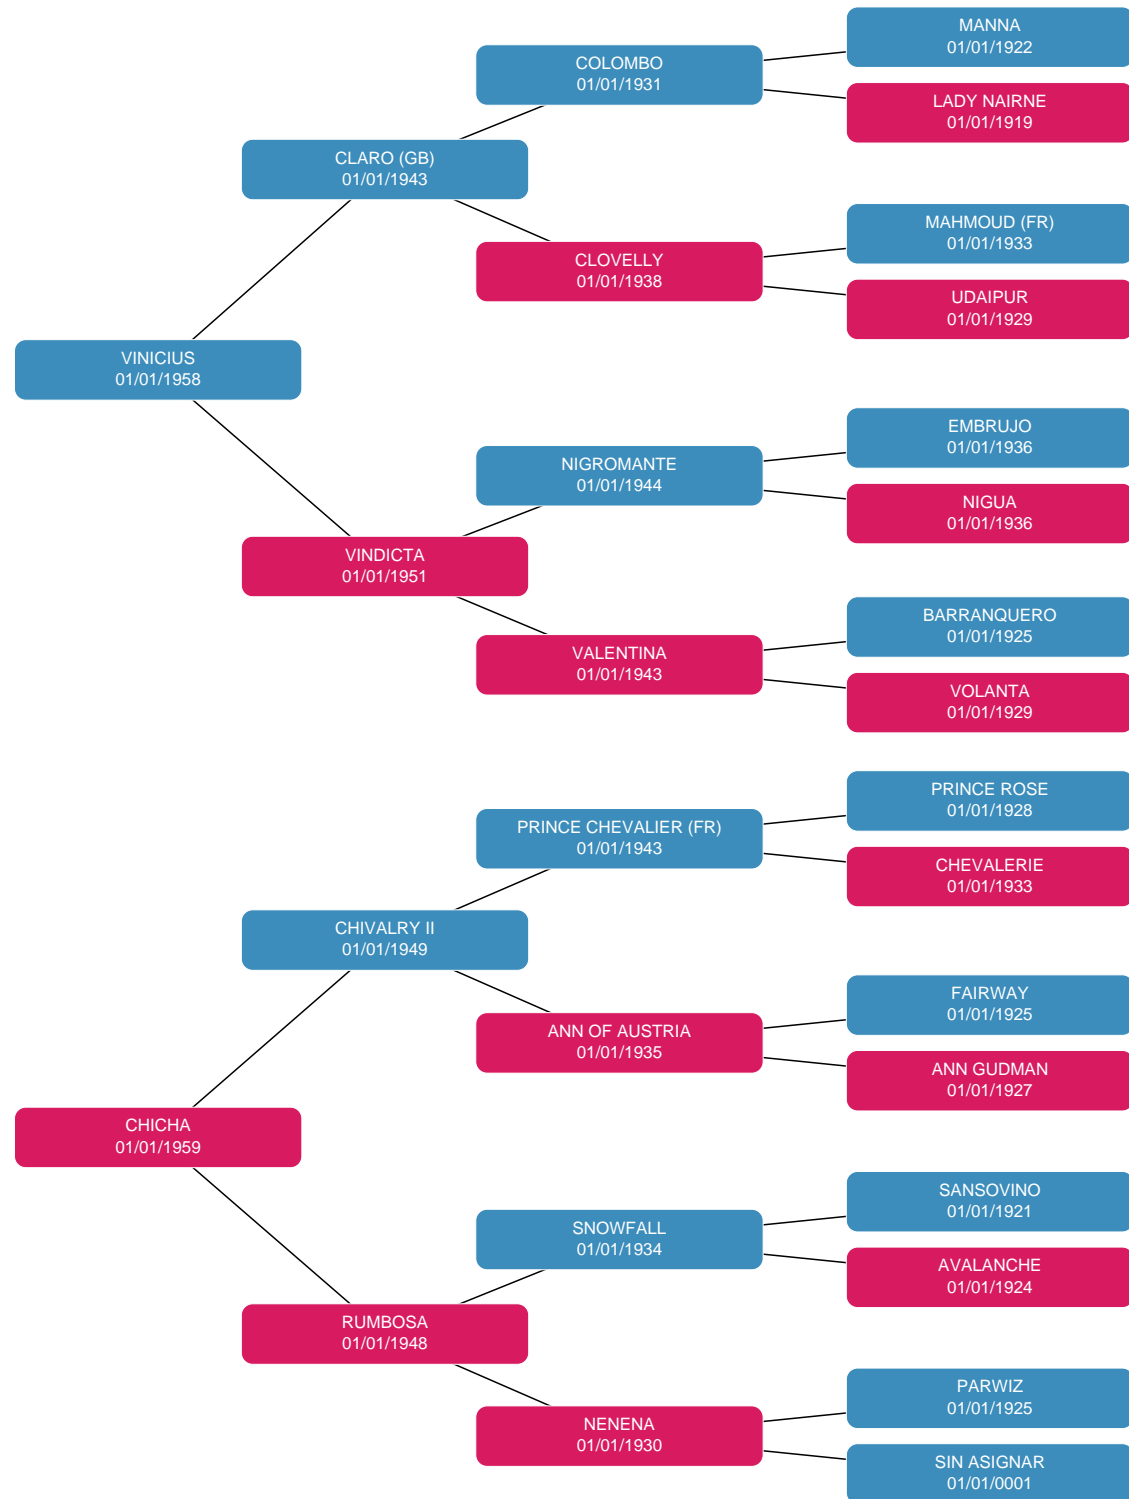 MANNA
01/01/1922
COLOMBO
01/01/1931
LADY NAIRNE
01/01/1919
CLARO (GB)
01/01/1943
MAHMOUD (FR)
01/01/1933
CLOVELLY
01/01/1938
UDAIPUR
01/01/1929
VINICIUS
01/01/1958
EMBRUJO
01/01/1936
NIGROMANTE
01/01/1944
NIGUA
01/01/1936
VINDICTA
01/01/1951
BARRANQUERO
01/01/1925
VALENTINA
01/01/1943
VOLANTA
01/01/1929
PRINCE ROSE
01/01/1928
PRINCE CHEVALIER (FR)
01/01/1943
CHEVALERIE
01/01/1933
CHIVALRY II
01/01/1949
FAIRWAY
01/01/1925
ANN OF AUSTRIA
01/01/1935
ANN GUDMAN
01/01/1927
CHICHA
01/01/1959
SANSOVINO
01/01/1921
SNOWFALL
01/01/1934
AVALANCHE
01/01/1924
RUMBOSA
01/01/1948
PARWIZ
01/01/1925
NENENA
01/01/1930
SIN ASIGNAR
01/01/0001